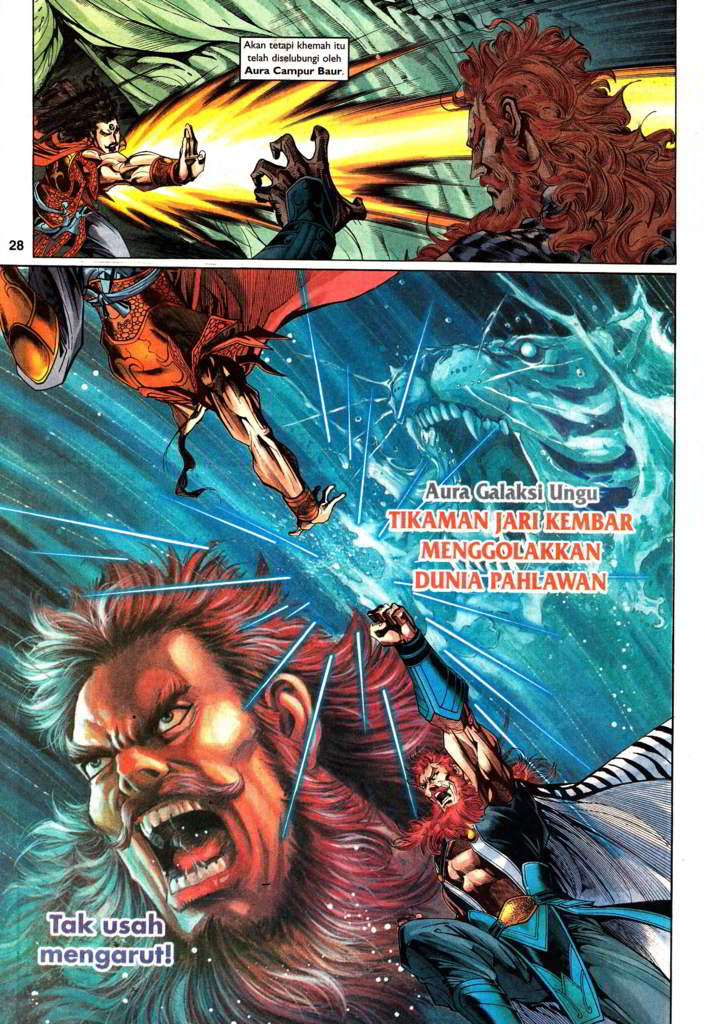 Akan tetapi khemah itu
telah diselubungi oleh
Aura Campur Baur.
28
Aura Galaksi Ungu
TIKAMAN JARI KEMBAR
MENGGOLAKKAN
DUNIA PAHLAWAN
Tak usah
mengarut!